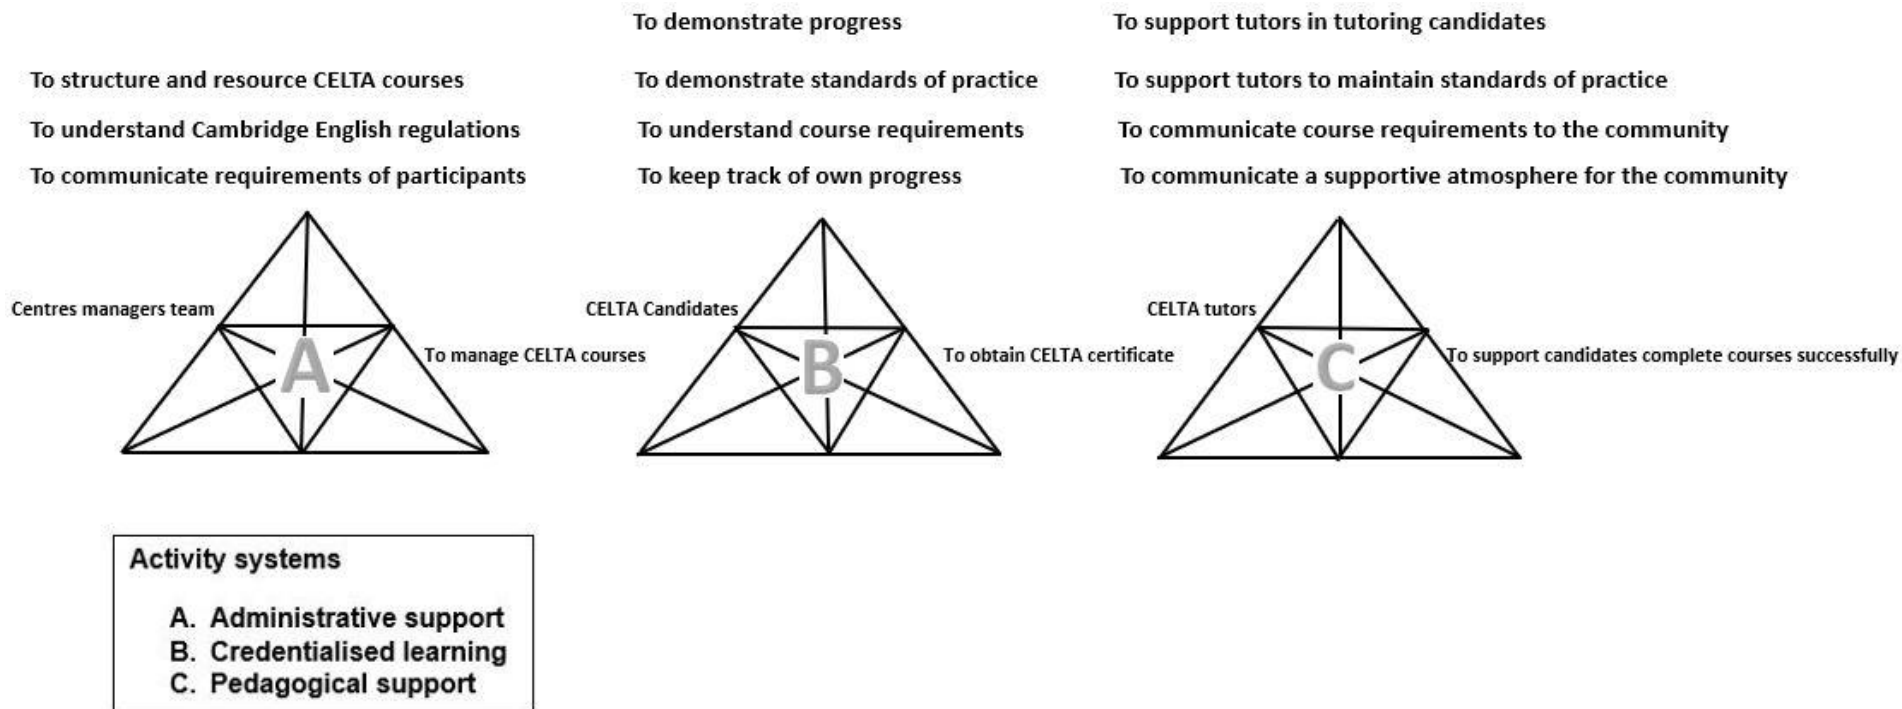 To demonstrate progress
To support tutors in tutoring candidates
To structure and resource CELTA courses
To demonstrate standards of practice
To support tutors to maintain standards of practice
To understand Cambridge English regulations
To understand course requirements
To communicate course requirements to the community
To communicate requirements of participants
To keep track of own progress
To communicate a supportive atmosphere for the community
Centres managers team
CELTA Candidates
CELTA tutors
A
To manage CELTA courses
B
To obtain CELTA certificate
C
To support candidates complete courses successfully
Activity systems
A. Administrative support
B. Credentialised learning
C. Pedagogical support